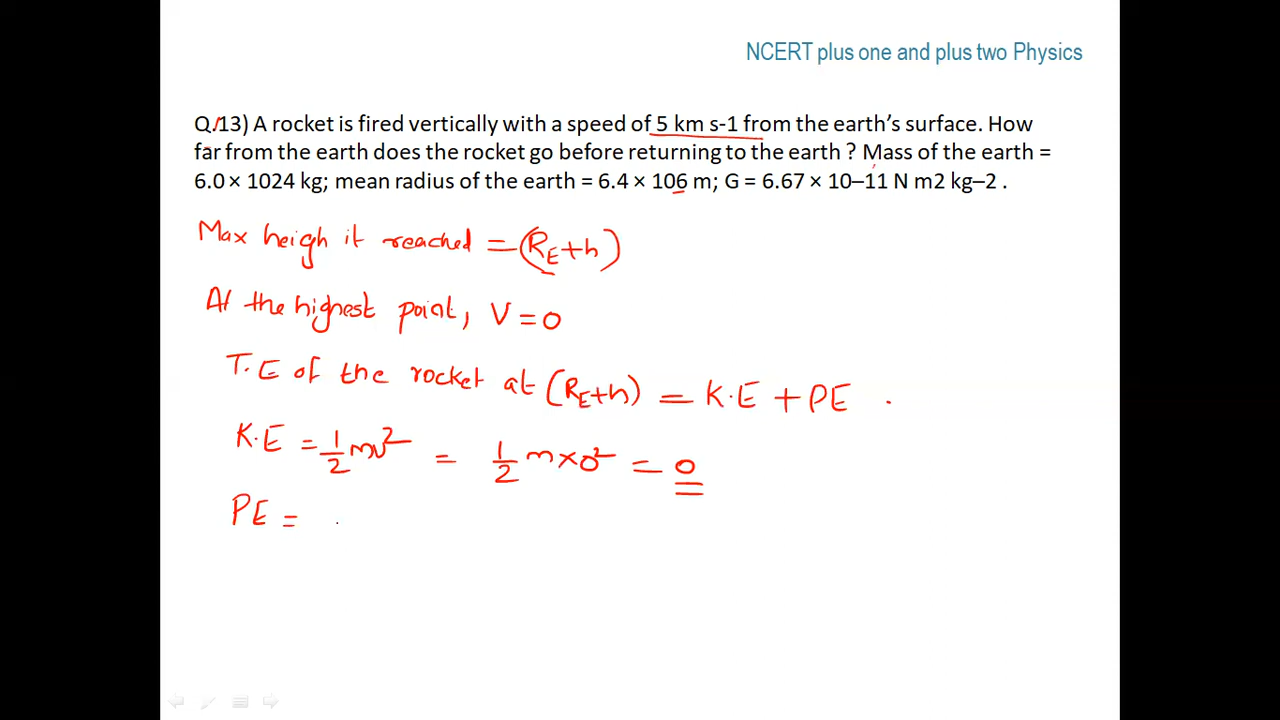 NCERT plus one and plus two Physics
Q.13) A rocket is fired vertically with a speed of 5 km s-1 from the earth's surface. How
far from the earth does the rocket go before returning to the earth ? Mass of the earth =
6.0 × 1024 kg; mean radius of the earth = 6.4 × 106 m; G = 6.67 × 10–11 N m2 kg–2 .
Max heigh it reached = (R_E+h)
At the highest point, V = 0
T.E of the rocket at (R_E+h) = K.E + PE .
K.E = 1/2 mv² = 1/2 m×0² = 0
PE =